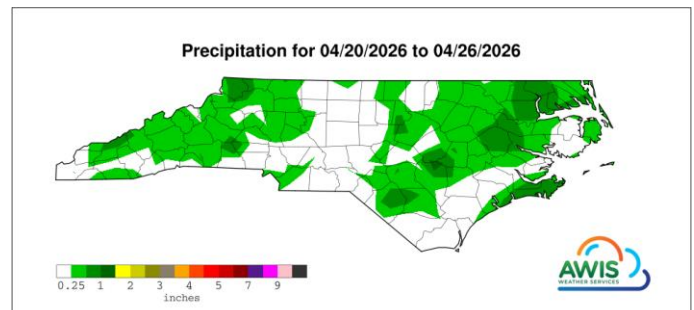 Precipitation for 04/20/2026 to 04/26/2026
0.25 1 2 3 4 5 7 9
inches
AWIS
WEATHER SERVICES